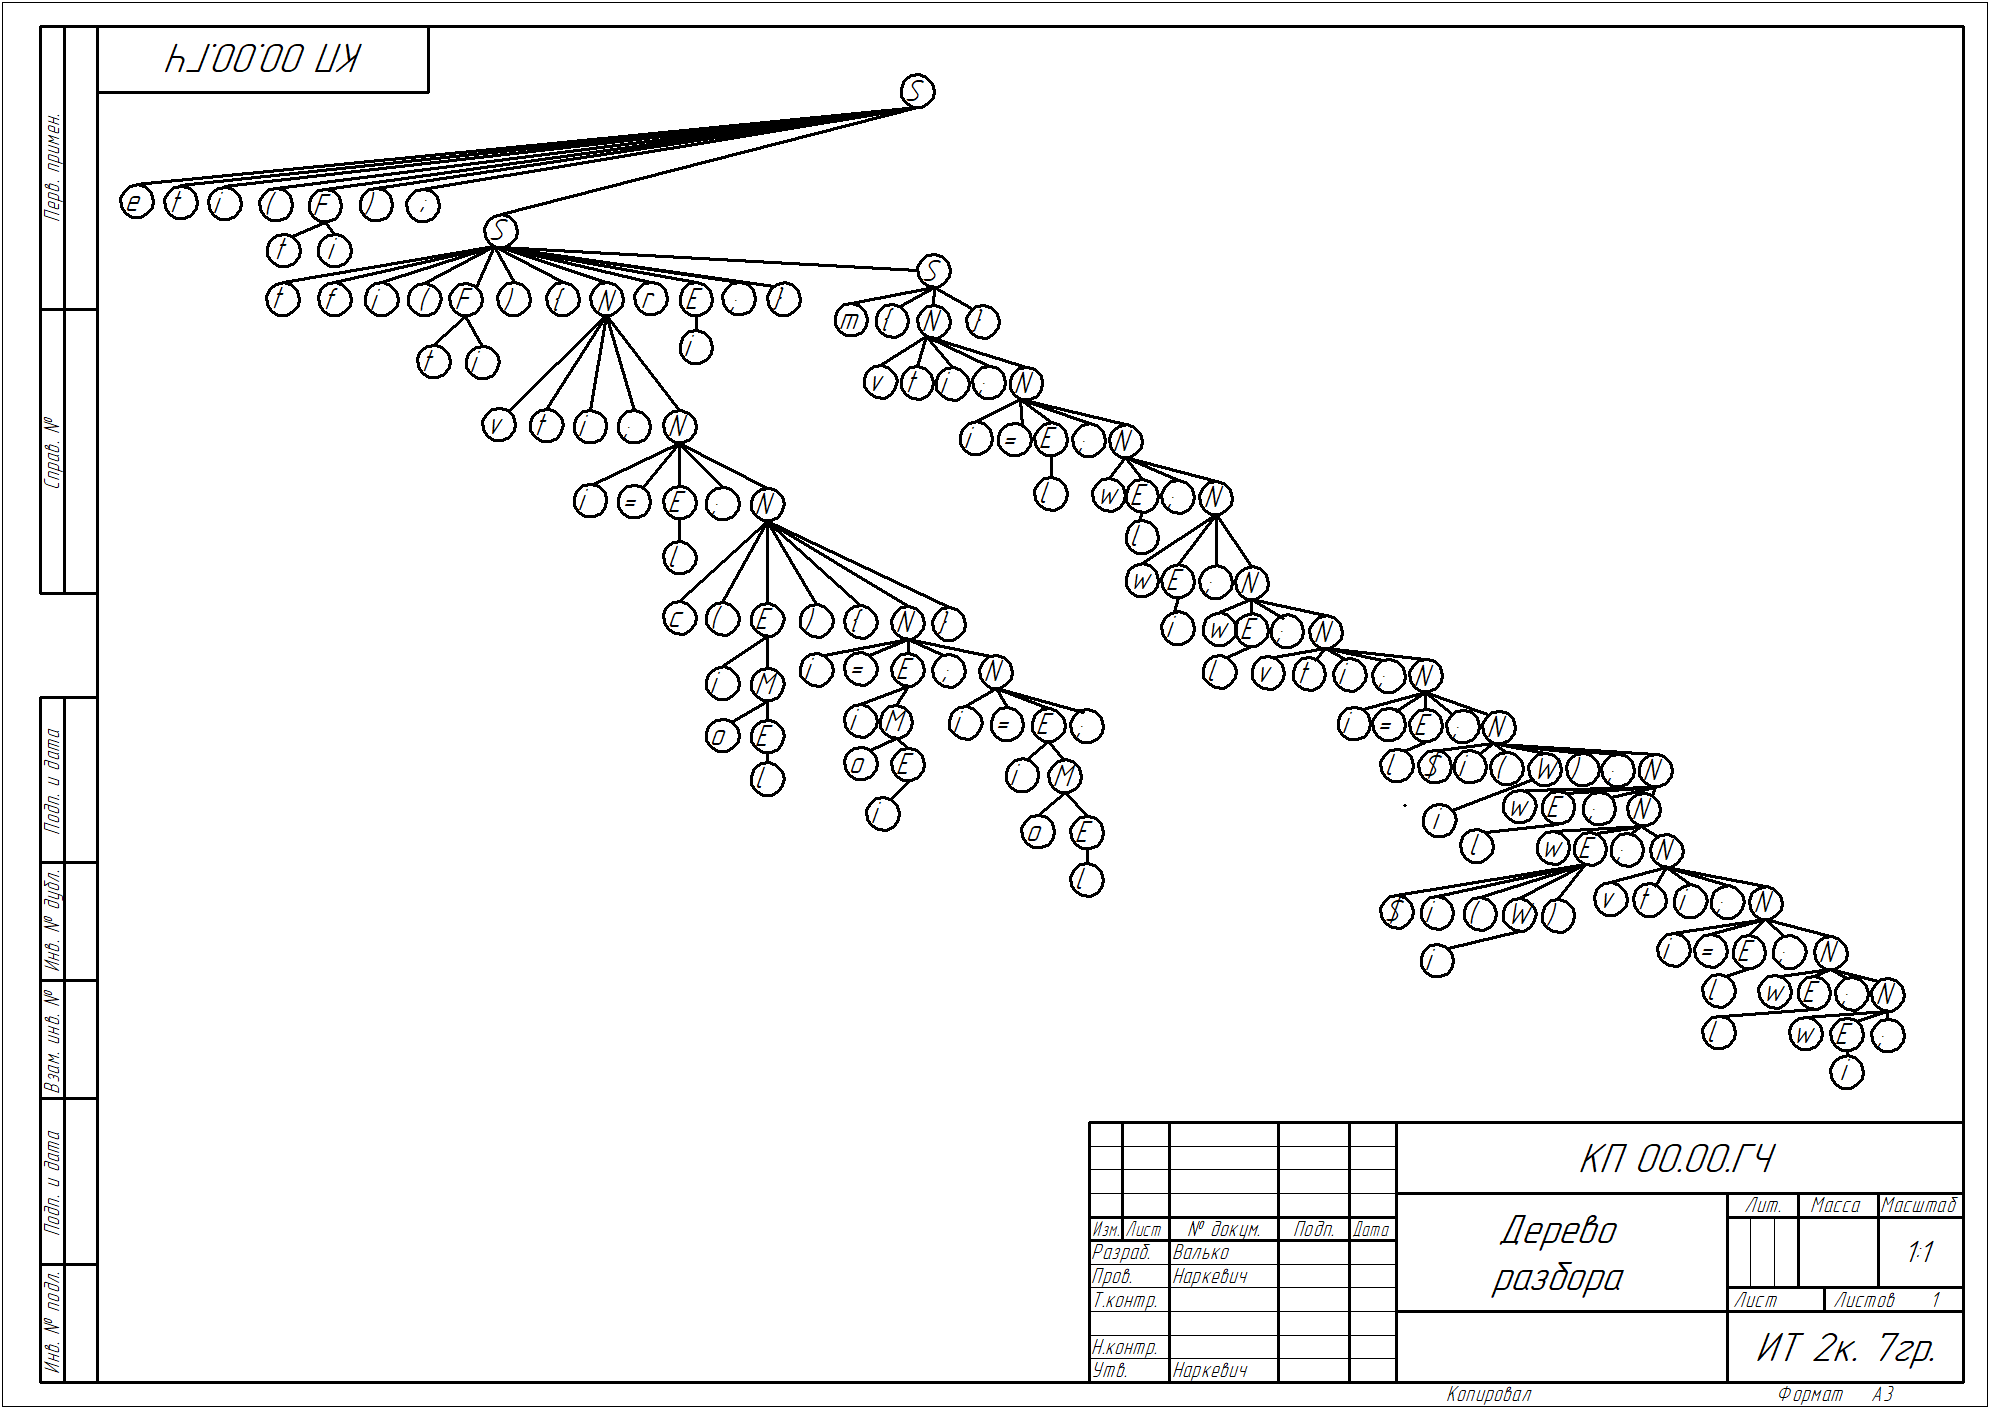 КП 00.00.ГЧ
S
e t i ( F ) ;
S
t i
S
t f i ( F ) { N r E ; }
m { N }
t i
i
v t i ; N
v t i ; N
i = E ; N
l
w E ; N
i = E ; N
l
l
w E ; N
c ( E ) { N }
i
w E ; N
i M
i = E ; N
l
v t i ; N
o E
i M
i = E ;
i = E ; N
l
o E
i M
l
$ i ( W ) ; N
i
o E
i
w E ; N
l
l
w E ; N
$ i ( W )
v t i ; N
i
i = E ; N
l
w E ; N
l
w E ;
i
Перв. примен.
Справ. №
Подп. и дата
Инв. № дубл.
Взам. инв. №
Подп. и дата
Инв. № подл.
КП 00.00.ГЧ
Изм. Лист № докум. Подп. Дата
Разраб. Валько
Пров. Наркевич
Т.контр.
Н.контр.
Утв. Наркевич
Дерево
разбора
Лит. Масса Масштаб
1:1
Лист Листов 1
ИТ 2к. 7гр.
Копировал Формат А3